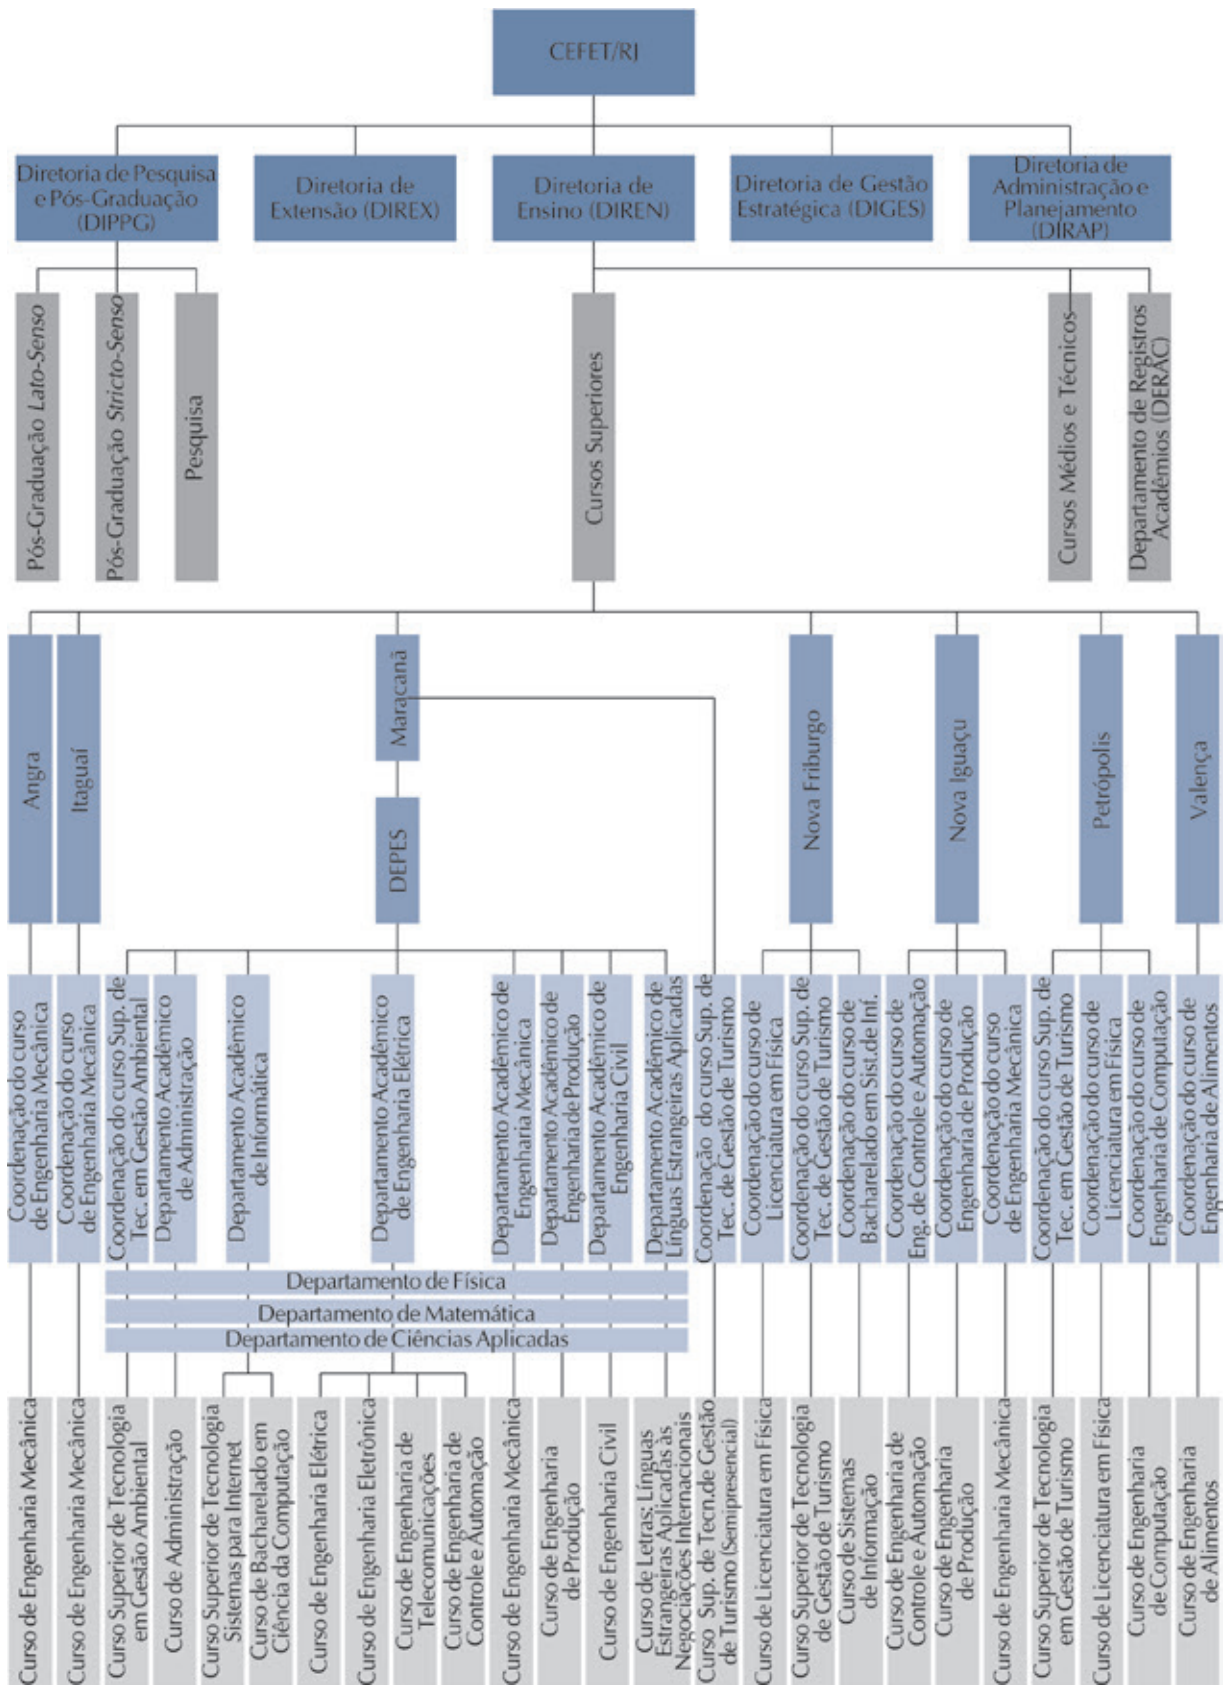 CEFET/RJ
Diretoria de Pesquisa
e Pós-Graduação
(DIPPG)
Diretoria de
Extensão (DIREX)
Diretoria de
Ensino (DIREN)
Diretoria de Gestão
Estratégica (DIGES)
Diretoria de
Administração e
Planejamento
(DIRAP)
Pós-Graduação Lato-Senso
Pós-Graduação Stricto-Senso
Pesquisa
Cursos Superiores
Cursos Médios e Técnicos
Departamento de Registros
Acadêmios (DERAC)
Angra
Itaguaí
Maracanã
DEPES
Nova Friburgo
Nova Iguaçu
Petrópolis
Valença
Coordenação do curso
de Engenharia Mecânica
Coordenação do curso
de Engenharia Mecânica
Coordenação do curso Sup. de
Tec. em Gestão Ambiental
Departamento Acadêmico
de Administração
Departamento Acadêmico
de Informática
Departamento Acadêmico
de Engenharia Elétrica
Departamento Acadêmico de
Engenharia Mecânica
Departamento Acadêmico de
Engenharia de Produção
Departamento Acadêmico de
Engenharia Civil
Departamento Acadêmico de
Línguas Estrangeiras Aplicadas
Coordenação do curso Sup. de
Tec. de Gestão de Turismo
Coordenação do curso de
Licenciatura em Física
Coordenação do curso Sup. de
Tec. de Gestão de Turismo
Coordenação do curso de
Bacharelado em Sist.de Inf.
Coordenação do curso de
Eng. de Controle e Automação
Coordenação do curso de
Engenharia de Produção
Coordenação do curso
de Engenharia Mecânica
Coordenação do curso Sup. de
Tec. em Gestão de Turismo
Coordenação do curso de
Licenciatura em Física
Coordenação do curso de
Engenharia de Computação
Coordenação do curso de
Engenharia de Alimentos
Departamento de Física
Departamento de Matemática
Departamento de Ciências Aplicadas
Curso de Engenharia Mecânica
Curso de Engenharia Mecânica
Curso Superior de Tecnologia
em Gestão Ambiental
Curso de Administração
Curso Superior de Tecnologia
Sistemas para Internet
Curso de Bacharelado em
Ciência da Computação
Curso de Engenharia Elétrica
Curso de Engenharia Eletrônica
Curso de Engenharia de
Telecomunicações
Curso de Engenharia de
Controle e Automação
Curso de Engenharia Mecânica
Curso de Engenharia
de Produção
Curso de Engenharia Civil
Curso de Letras: Línguas
Estrangeiras Aplicadas às
Negociações Internacionais
Curso Sup. de Tecn.de Gestão
de Turismo (Semipresencial)
Curso de Licenciatura em Física
Curso Superior de Tecnologia
de Gestão de Turismo
Curso de Sistemas
de Informação
Curso de Engenharia de
Controle e Automação
Curso de Engenharia
de Produção
Curso de Engenharia Mecânica
Curso Superior de Tecnologia
em Gestão de Turismo
Curso de Licenciatura em Física
Curso de Engenharia
de Computação
Curso de Engenharia
de Alimentos